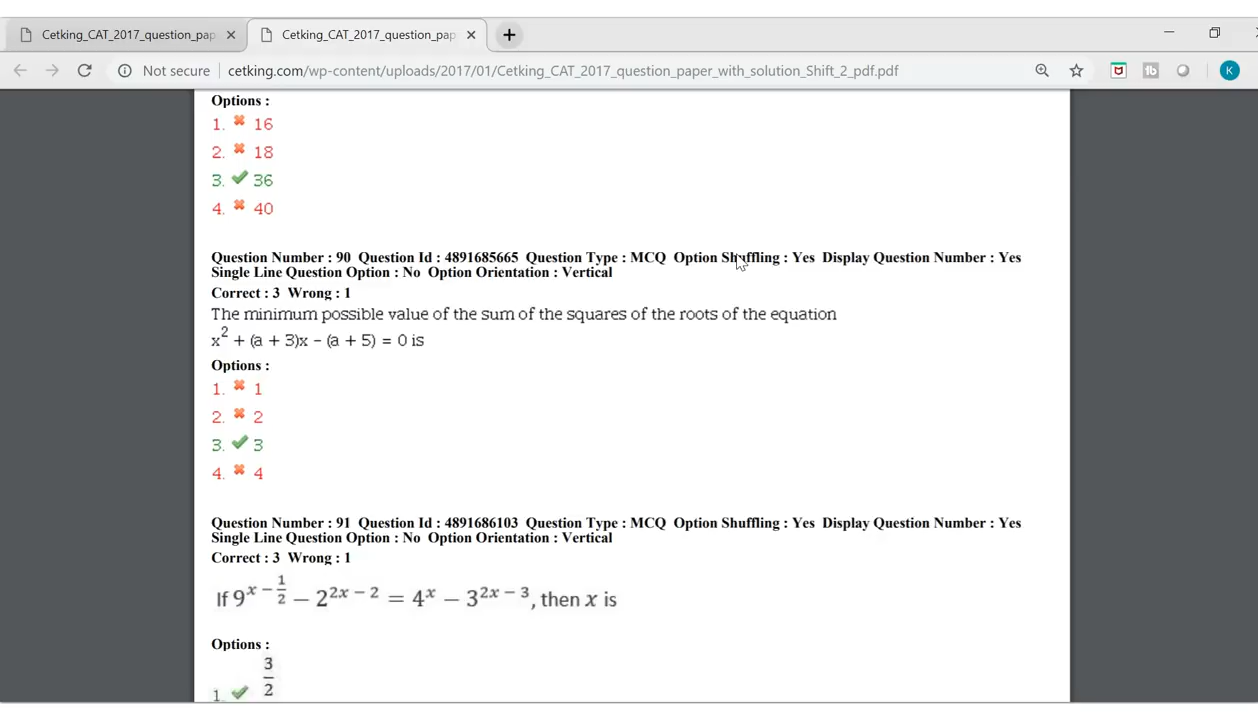 Cetking_CAT_2017_question_pap
Cetking_CAT_2017_question_pap
Not secure cetking.com/wp-content/uploads/2017/01/Cetking_CAT_2017_question_paper_with_solution_Shift_2_pdf.pdf
K
Options :
1. 16
2. 18
3. 36
4. 40
Question Number : 90 Question Id : 4891685665 Question Type : MCQ Option Shuffling : Yes Display Question Number : Yes
Single Line Question Option : No Option Orientation : Vertical
Correct : 3 Wrong : 1
The minimum possible value of the sum of the squares of the roots of the equation
x² + (a + 3)x - (a + 5) = 0 is
Options :
1. 1
2. 2
3. 3
4. 4
Question Number : 91 Question Id : 4891686103 Question Type : MCQ Option Shuffling : Yes Display Question Number : Yes
Single Line Question Option : No Option Orientation : Vertical
Correct : 3 Wrong : 1
If 9^{x - 1/2} - 2^{2x - 2} = 4^x - 3^{2x - 3}, then x is
Options :
1. 3/2